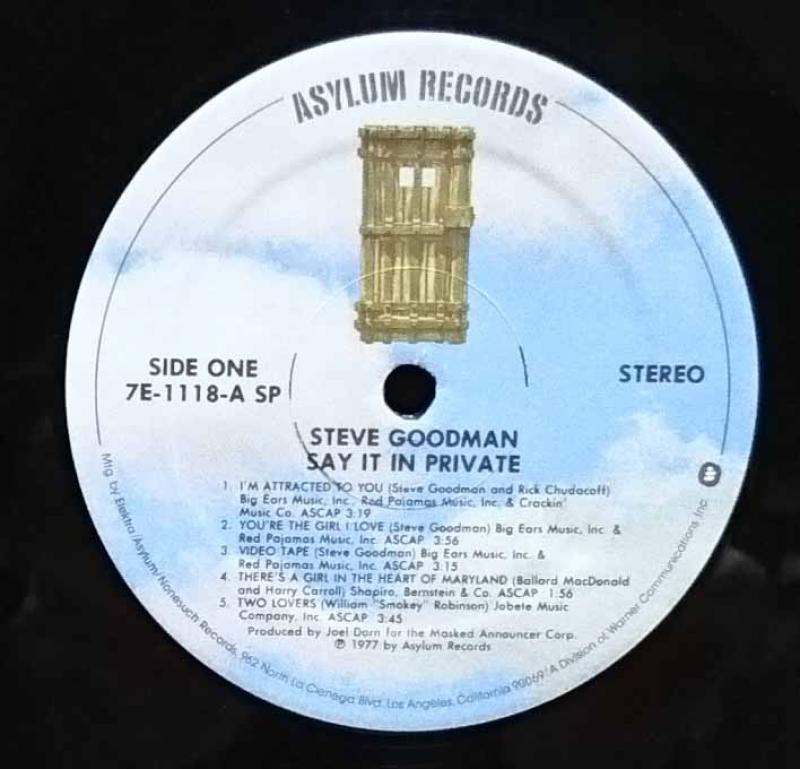 ASYLUM RECORDS
SIDE ONE
7E-1118-A SP
STEREO
STEVE GOODMAN
SAY IT IN PRIVATE
1. I'M ATTRACTED TO YOU (Steve Goodman and Rick Chudacoff)
Big Ears Music, Inc., Red Pajamas Music, Inc. & Crackin'
Music Co. ASCAP 3:19
2. YOU'RE THE GIRL I LOVE (Steve Goodman) Big Ears Music, Inc. &
Red Pajamas Music, Inc. ASCAP 3:56
3. VIDEO TAPE (Steve Goodman) Big Ears Music, Inc. &
Red Pajamas Music, Inc. ASCAP 3:15
4. THERE'S A GIRL IN THE HEART OF MARYLAND (Ballard MacDonald
and Harry Carroll) Shapiro, Bernstein & Co. ASCAP 1:56
5. TWO LOVERS (William "Smokey" Robinson) Jobete Music
Company, Inc. ASCAP 3:45
Produced by Joel Dorn for the Masked Announcer Corp.
℗ 1977 by Asylum Records
Mfg. by Elektra/Asylum/Nonesuch Records, 962 North La Cienega Blvd., Los Angeles, California 90069/A Division of Warner Communications Inc.